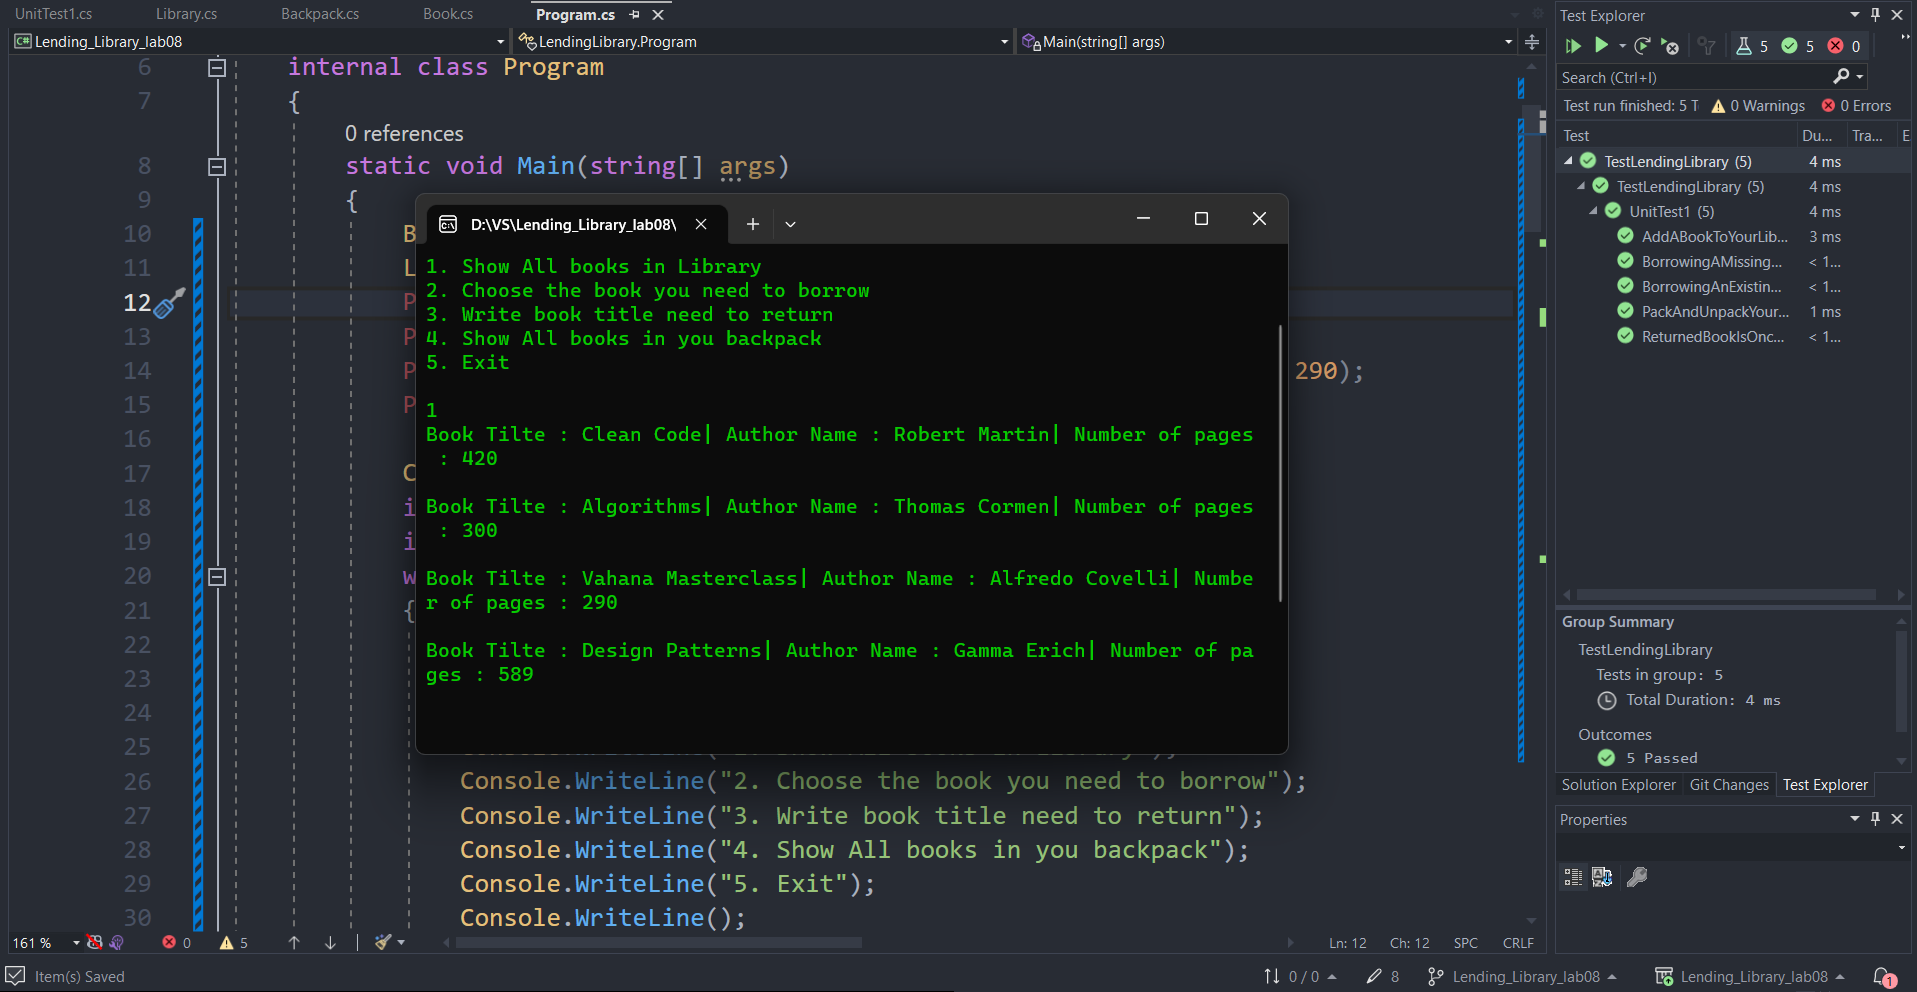 UnitTest1.cs Library.cs Backpack.cs Book.cs Program.cs
Lending_Library_lab08 LendingLibrary.Program Main(string[] args)
6 internal class Program
7 {
0 references
8 static void Main(string[] args)
9 {
10 B
11 L
12 P
13 P
14 P 290);
15 P
16
17 C
18 i
19 i
20 w
21 {
22
23
24
25
26 Console.WriteLine("2. Choose the book you need to borrow");
27 Console.WriteLine("3. Write book title need to return");
28 Console.WriteLine("4. Show All books in you backpack");
29 Console.WriteLine("5. Exit");
30 Console.WriteLine();
D:\VS\Lending_Library_lab08\
1. Show All books in Library
2. Choose the book you need to borrow
3. Write book title need to return
4. Show All books in you backpack
5. Exit
1
Book Tilte : Clean Code| Author Name : Robert Martin| Number of pages
: 420
Book Tilte : Algorithms| Author Name : Thomas Cormen| Number of pages
: 300
Book Tilte : Vahana Masterclass| Author Name : Alfredo Covelli| Numbe
r of pages : 290
Book Tilte : Design Patterns| Author Name : Gamma Erich| Number of pa
ges : 589
161 % 0 5 Ln: 12 Ch: 12 SPC CRLF
Test Explorer
5 5 0
Search (Ctrl+I)
Test run finished: 5 T 0 Warnings 0 Errors
Test Du... Tra... E
TestLendingLibrary (5) 4 ms
TestLendingLibrary (5) 4 ms
UnitTest1 (5) 4 ms
AddABookToYourLib... 3 ms
BorrowingAMissing... < 1...
BorrowingAnExistin... < 1...
PackAndUnpackYour... 1 ms
ReturnedBookIsOnc... < 1...
Group Summary
TestLendingLibrary
Tests in group: 5
Total Duration: 4 ms
Outcomes
5 Passed
Solution Explorer Git Changes Test Explorer
Properties
Item(s) Saved 0 / 0 8 Lending_Library_lab08 Lending_Library_lab08 1